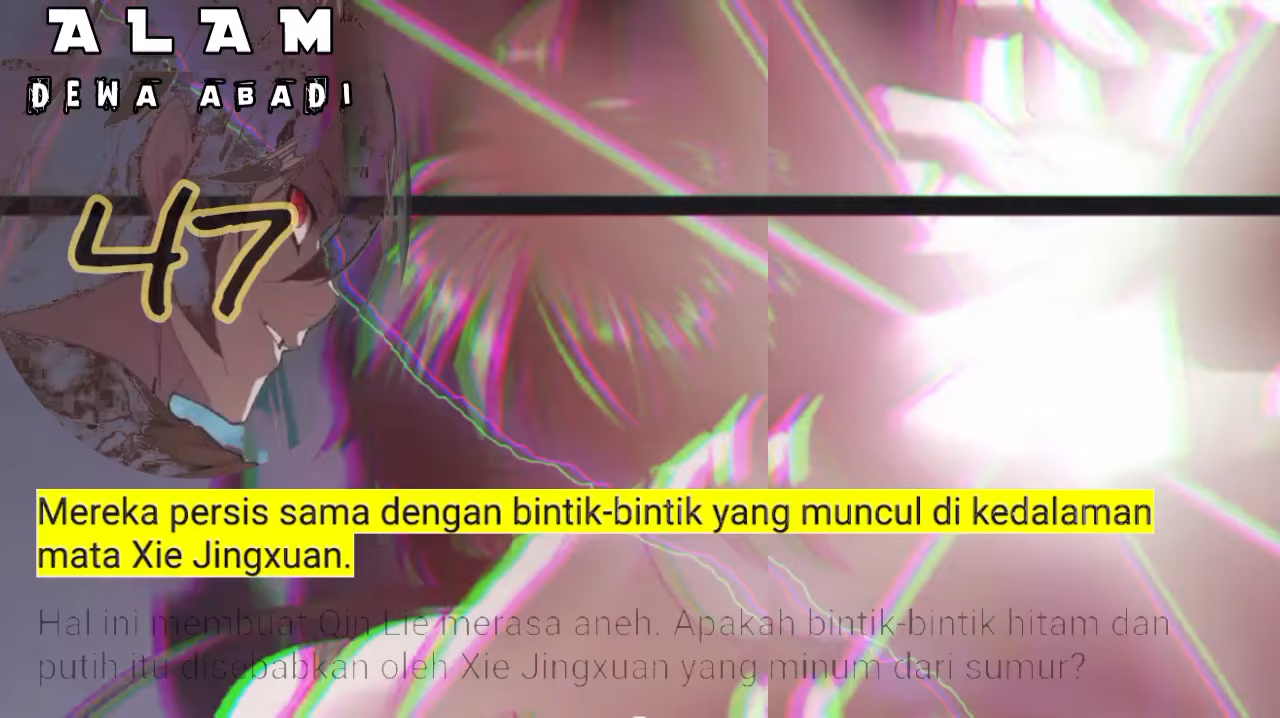 ALAM
DEWA ABADI
47
Mereka persis sama dengan bintik-bintik yang muncul di kedalaman
mata Xie Jingxuan.
Hal ini membuat Qin Lie merasa aneh. Apakah bintik-bintik hitam dan
putih itu disebabkan oleh Xie Jingxuan yang minum dari sumur?